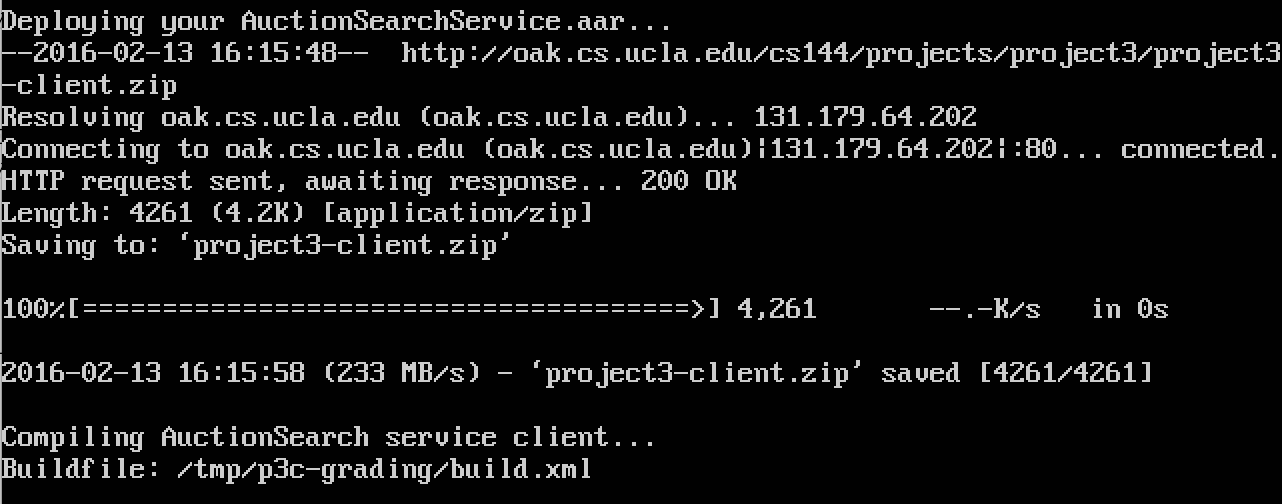 Deploying your AuctionSearchService.aar...
--2016-02-13 16:15:48--  http://oak.cs.ucla.edu/cs144/projects/project3/project3
-client.zip
Resolving oak.cs.ucla.edu (oak.cs.ucla.edu)... 131.179.64.202
Connecting to oak.cs.ucla.edu (oak.cs.ucla.edu)|131.179.64.202|:80... connected.
HTTP request sent, awaiting response... 200 OK
Length: 4261 (4.2K) [application/zip]
Saving to: ‘project3-client.zip’
100%[======================================>] 4,261       --.-K/s   in 0s
2016-02-13 16:15:58 (233 MB/s) - ‘project3-client.zip’ saved [4261/4261]
Compiling AuctionSearch service client...
Buildfile: /tmp/p3c-grading/build.xml